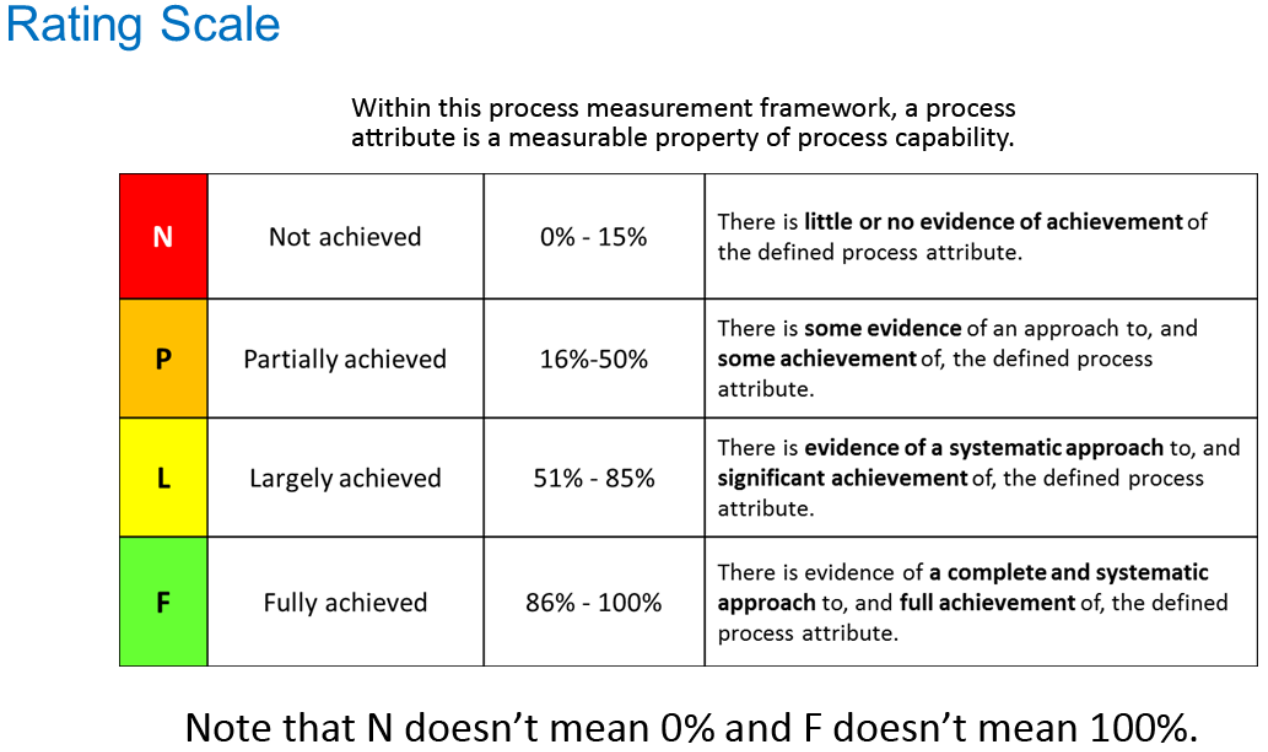 Rating Scale
Within this process measurement framework, a process
attribute is a measurable property of process capability.
N
Not achieved
0% - 15%
There is little or no evidence of achievement of
the defined process attribute.
P
Partially achieved
16%-50%
There is some evidence of an approach to, and
some achievement of, the defined process
attribute.
L
Largely achieved
51% - 85%
There is evidence of a systematic approach to, and
significant achievement of, the defined process
attribute.
F
Fully achieved
86% - 100%
There is evidence of a complete and systematic
approach to, and full achievement of, the defined
process attribute.
Note that N doesn’t mean 0% and F doesn’t mean 100%.